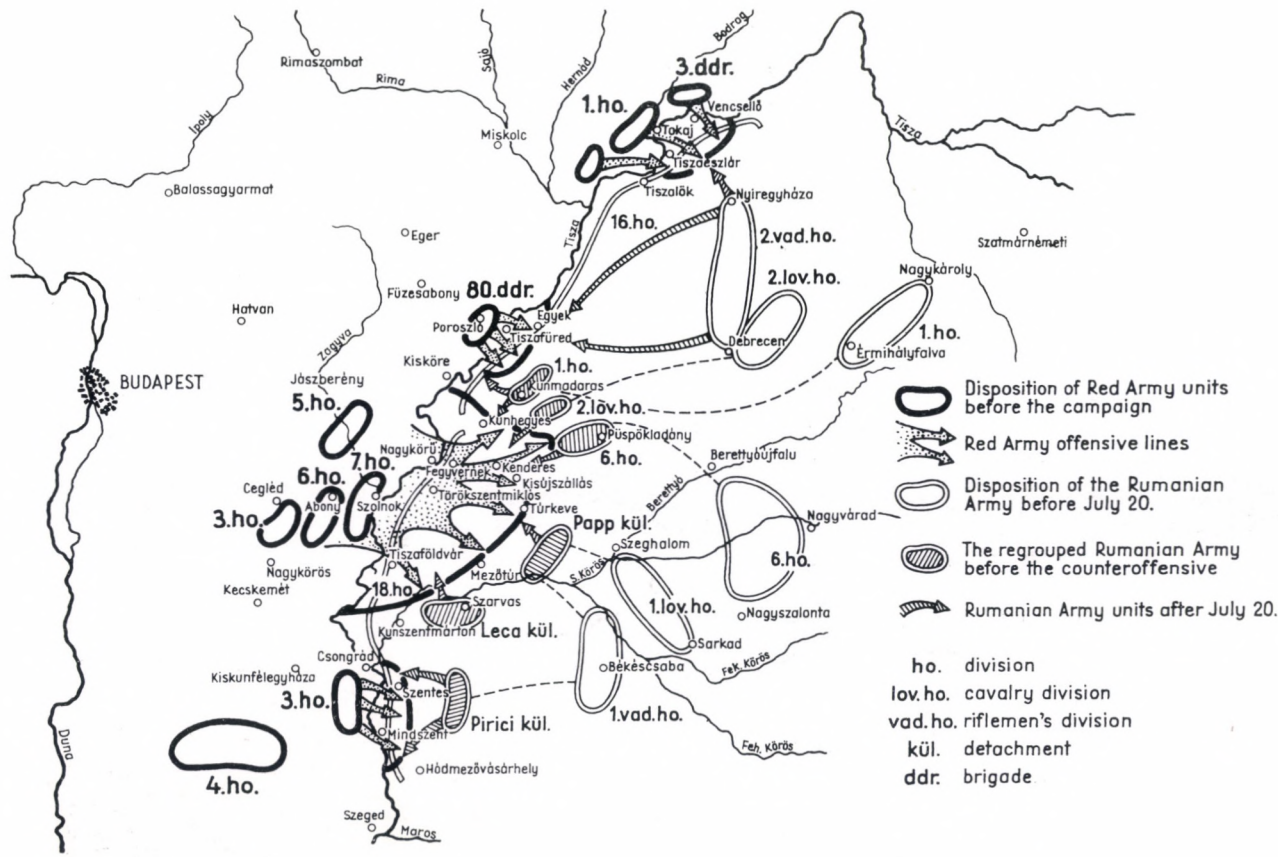 Bodrog
Sajó
Hernád
Rimaszombat
Rima
3.ddr.
Vencsellő
1.ho.
Ipoly
Tokaj
Tisza
Miskolc
Tiszaeszlár
Balassagyarmat
Tiszalök
Nyiregyháza
16.ho.
Tisza
Eger
2.vad.ho.
Szatmárnémeti
2.lov.ho.
Nagykároly
Füzesabony
80.ddr.
Hatvan
Egyek
Poroszló
Tiszafüred
1.ho.
Zagyva
Debrecen
Érmihályfalva
Kisköre
1.ho.
BUDAPEST
Jászberény
Kunmadaras
5.ho.
2.lov.ho.
Kunhegyes
Püspökladány
Nagykörű
6.ho.
7.ho.
Fegyvernek
Kenderes
Berettyóújfalu
6.ho.
Kisújszállás
Cegléd
Abony
Szolnok
Törökszentmiklós
Berettyó
3.ho.
Túrkeve
Papp kül.
Nagyvárad
Tiszaföldvár
Szeghalom
Nagykörös
Mezőtúr
S.Körös
6.ho.
Kecskemét
18.ho.
Szarvas
1.lov.ho.
Nagyszalonta
Kunszentmárton
Leca kül.
Sarkad
Csongrád
Kiskunfélegyháza
Békéscsaba
Fek. Körös
3.ho.
Szentes
Pirici kül.
1.vad.ho.
Mindszent
Duna
Feh. Körös
Hódmezővásárhely
4.ho.
Szeged
Maros
Disposition of Red Army units
before the campaign
Red Army offensive lines
Disposition of the Rumanian
Army before July 20.
The regrouped Rumanian Army
before the counteroffensive
Rumanian Army units after July 20.
ho. division
lov.ho. cavalry division
vad.ho. riflemen's division
kül. detachment
ddr. brigade